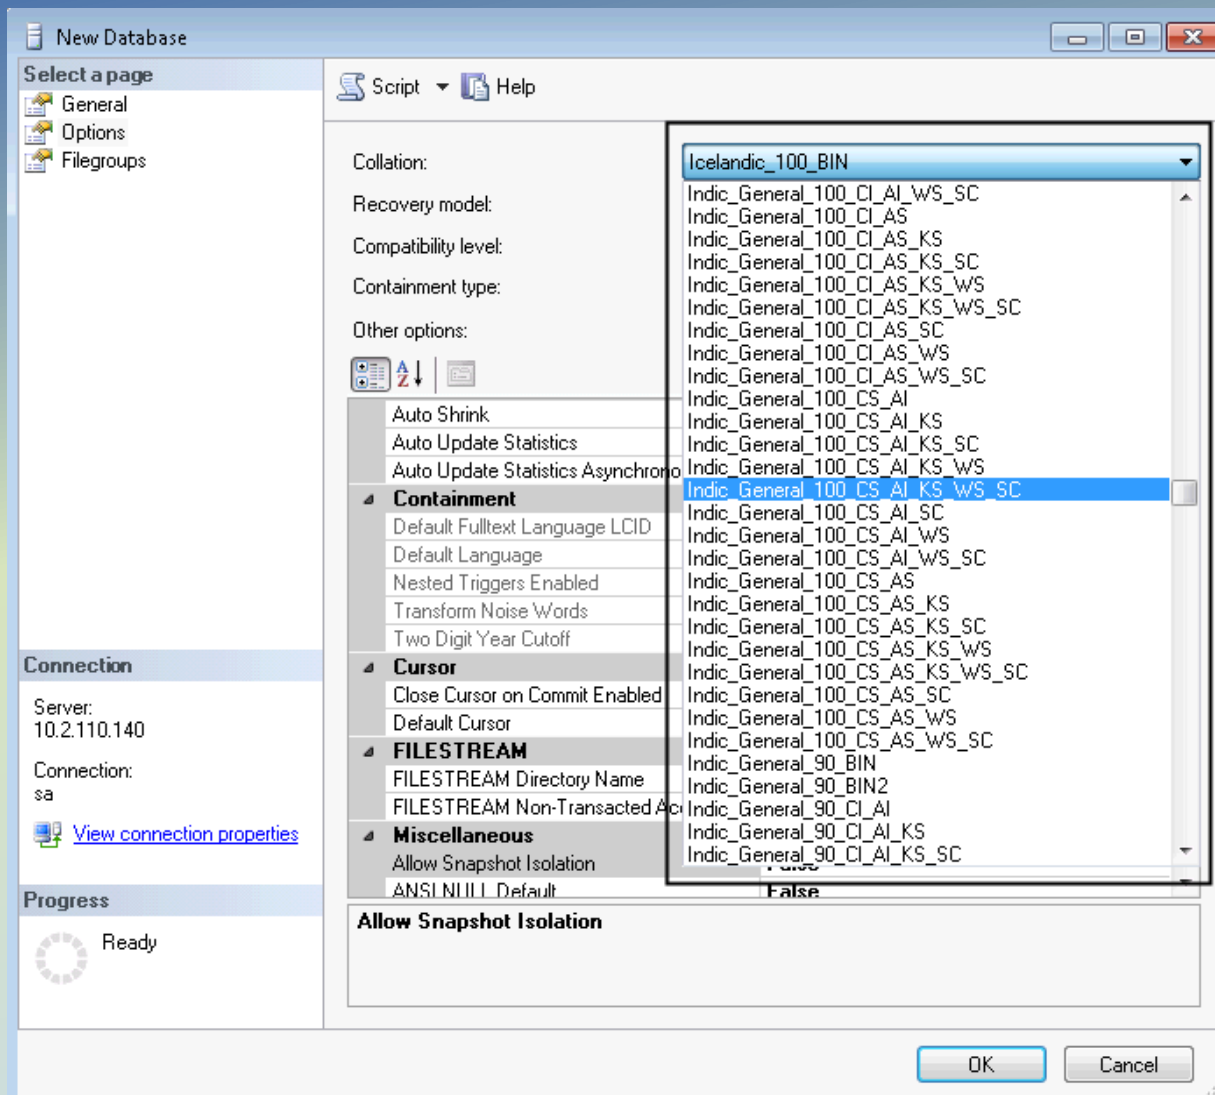 New Database
Select a page
General
Options
Filegroups
Connection
Server:
10.2.110.140
Connection:
sa
View connection properties
Progress
Ready
Script
Help
Collation:
Icelandic_100_BIN
Recovery model:
Compatibility level:
Containment type:
Other options:
Indic_General_100_CI_AI_WS_SC
Indic_General_100_CI_AS
Indic_General_100_CI_AS_KS
Indic_General_100_CI_AS_KS_SC
Indic_General_100_CI_AS_KS_WS
Indic_General_100_CI_AS_KS_WS_SC
Indic_General_100_CI_AS_SC
Indic_General_100_CI_AS_WS
Indic_General_100_CI_AS_WS_SC
Indic_General_100_CS_AI
Indic_General_100_CS_AI_KS
Indic_General_100_CS_AI_KS_SC
Indic_General_100_CS_AI_KS_WS
Indic_General_100_CS_AI_KS_WS_SC
Indic_General_100_CS_AI_SC
Indic_General_100_CS_AI_WS
Indic_General_100_CS_AI_WS_SC
Indic_General_100_CS_AS
Indic_General_100_CS_AS_KS
Indic_General_100_CS_AS_KS_SC
Indic_General_100_CS_AS_KS_WS
Indic_General_100_CS_AS_KS_WS_SC
Indic_General_100_CS_AS_SC
Indic_General_100_CS_AS_WS
Indic_General_100_CS_AS_WS_SC
Indic_General_90_BIN
Indic_General_90_BIN2
Indic_General_90_CI_AI
Indic_General_90_CI_AI_KS
Indic_General_90_CI_AI_KS_SC
A
Z
Auto Shrink
Auto Update Statistics
Auto Update Statistics Asynchrono
Containment
Default Fulltext Language LCID
Default Language
Nested Triggers Enabled
Transform Noise Words
Two Digit Year Cutoff
Cursor
Close Cursor on Commit Enabled
Default Cursor
FILESTREAM
FILESTREAM Directory Name
FILESTREAM Non-Transacted Acc
Miscellaneous
Allow Snapshot Isolation False
ANSI NULL Default False
Allow Snapshot Isolation
OK
Cancel